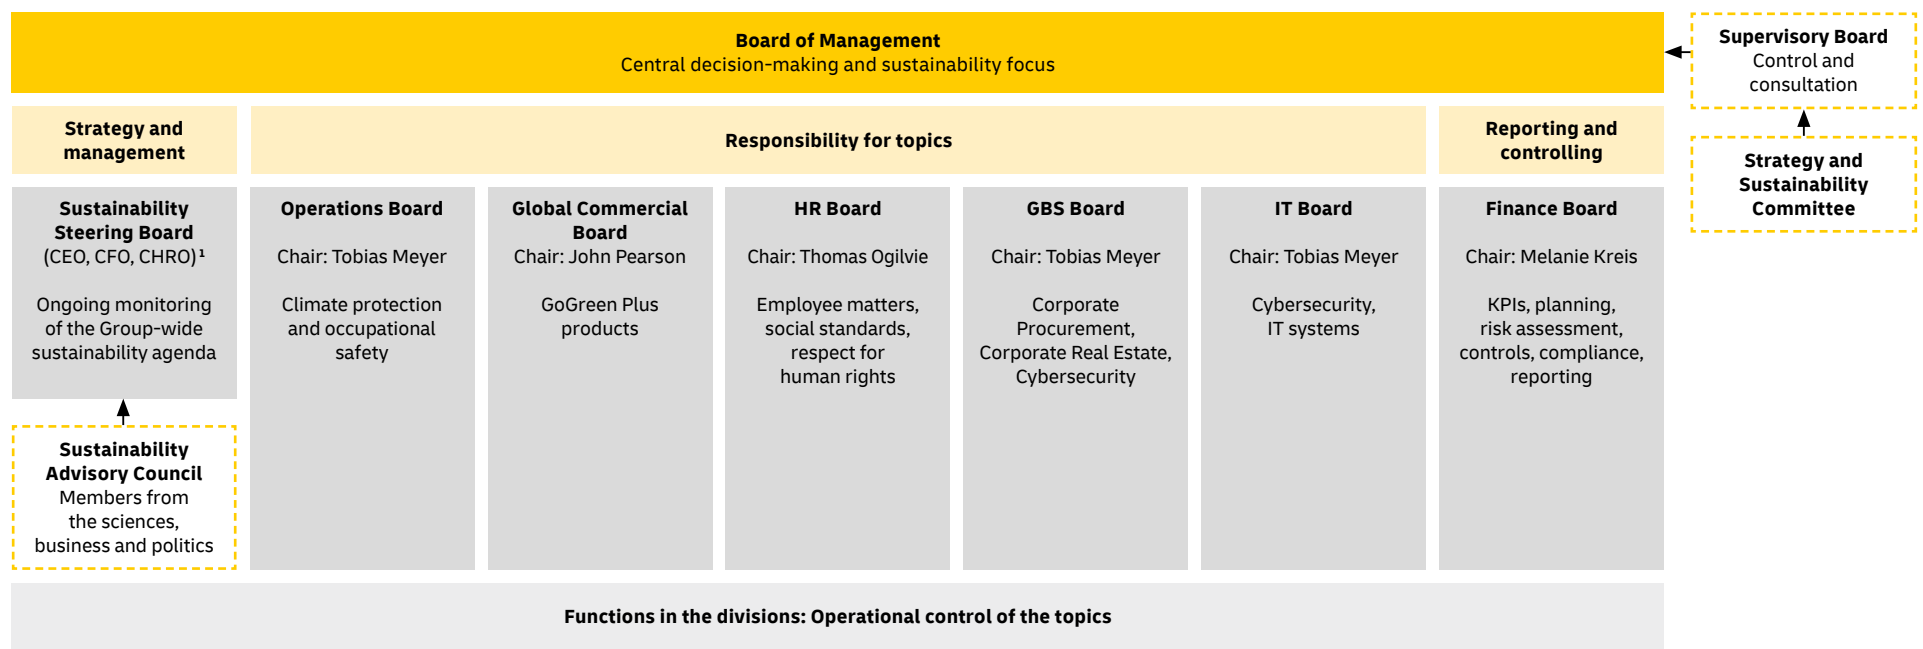 Board of Management
Central decision-making and sustainability focus
Supervisory Board
Control and
consultation
Strategy and
Sustainability
Committee
Strategy and
management
Responsibility for topics
Reporting and
controlling
Sustainability
Steering Board
(CEO, CFO, CHRO)¹
Ongoing monitoring
of the Group-wide
sustainability agenda
Sustainability
Advisory Council
Members from
the sciences,
business and politics
Operations Board
Chair: Tobias Meyer
Climate protection
and occupational
safety
Global Commercial
Board
Chair: John Pearson
GoGreen Plus
products
HR Board
Chair: Thomas Ogilvie
Employee matters,
social standards,
respect for
human rights
GBS Board
Chair: Tobias Meyer
Corporate
Procurement,
Corporate Real Estate,
Cybersecurity
IT Board
Chair: Tobias Meyer
Cybersecurity,
IT systems
Finance Board
Chair: Melanie Kreis
KPIs, planning,
risk assessment,
controls, compliance,
reporting
Functions in the divisions: Operational control of the topics